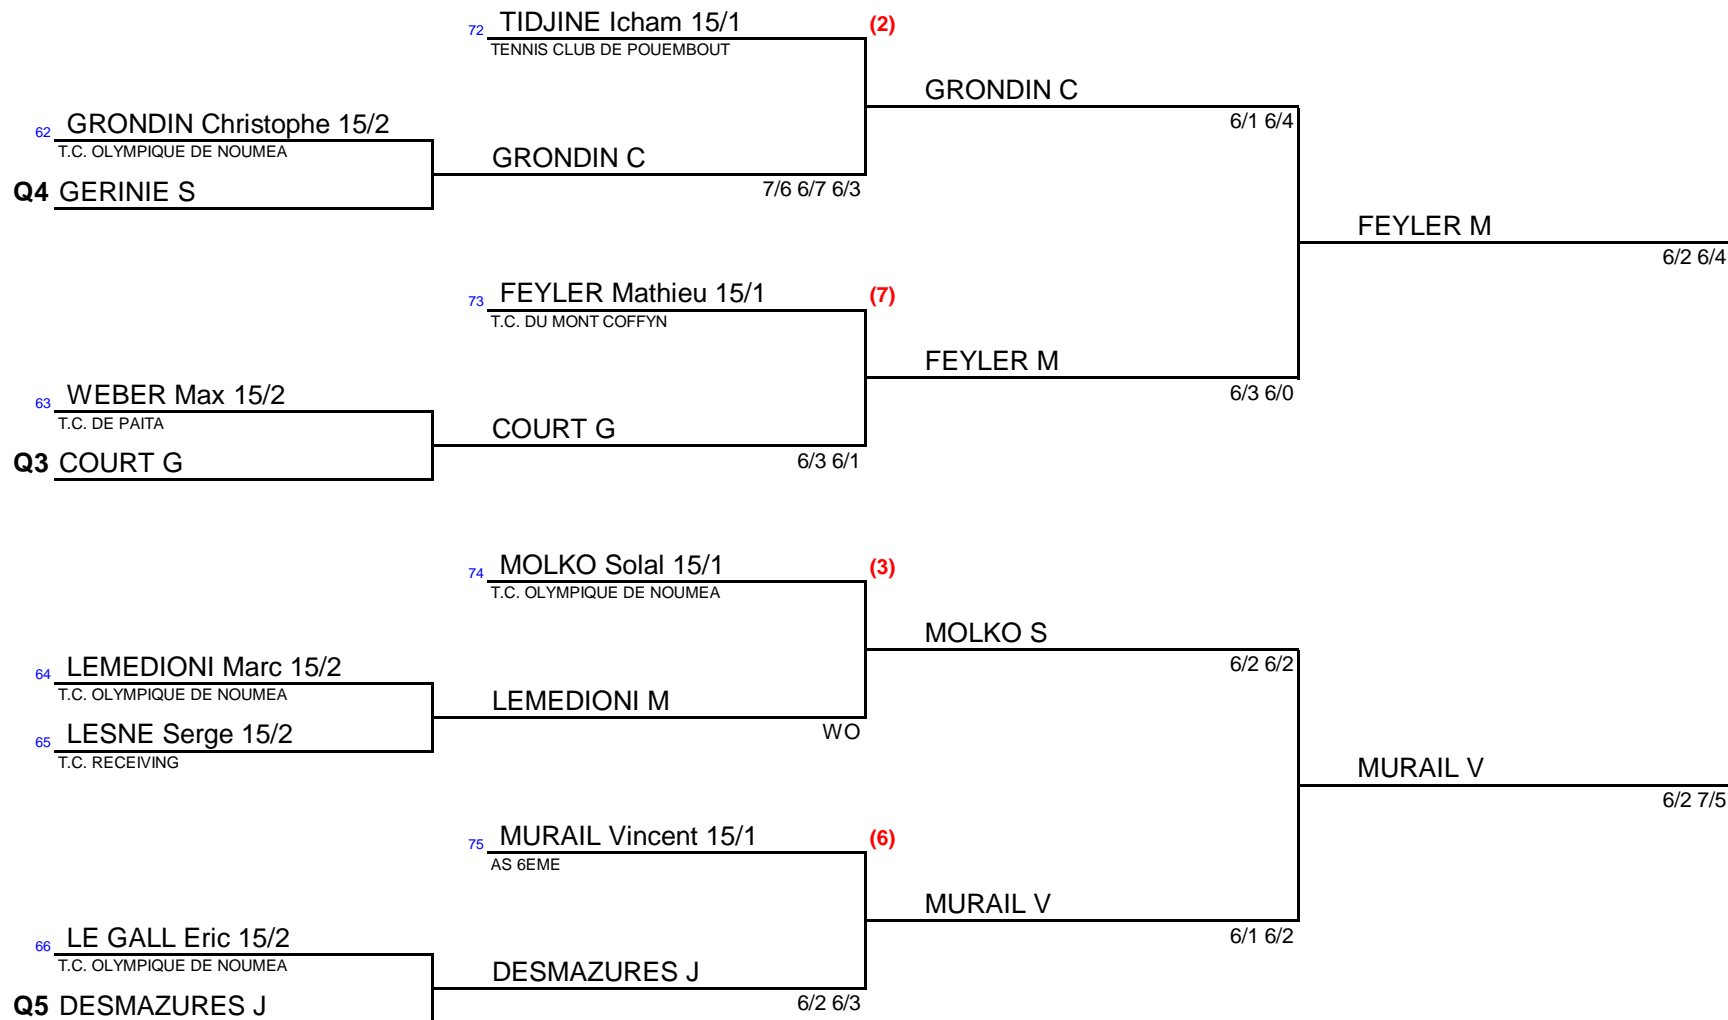 72 TIDJINE Icham 15/1 (2)
TENNIS CLUB DE POUEMBOUT
GRONDIN C
6/1 6/4
62 GRONDIN Christophe 15/2
T.C. OLYMPIQUE DE NOUMEA
GRONDIN C
7/6 6/7 6/3
Q4 GERINIE S
FEYLER M
6/2 6/4
73 FEYLER Mathieu 15/1 (7)
T.C. DU MONT COFFYN
FEYLER M
6/3 6/0
63 WEBER Max 15/2
T.C. DE PAITA
COURT G
6/3 6/1
Q3 COURT G
74 MOLKO Solal 15/1 (3)
T.C. OLYMPIQUE DE NOUMEA
MOLKO S
6/2 6/2
64 LEMEDIONI Marc 15/2
T.C. OLYMPIQUE DE NOUMEA
LEMEDIONI M
WO
65 LESNE Serge 15/2
T.C. RECEIVING
MURAIL V
6/2 7/5
75 MURAIL Vincent 15/1 (6)
AS 6EME
MURAIL V
6/1 6/2
66 LE GALL Eric 15/2
T.C. OLYMPIQUE DE NOUMEA
DESMAZURES J
6/2 6/3
Q5 DESMAZURES J